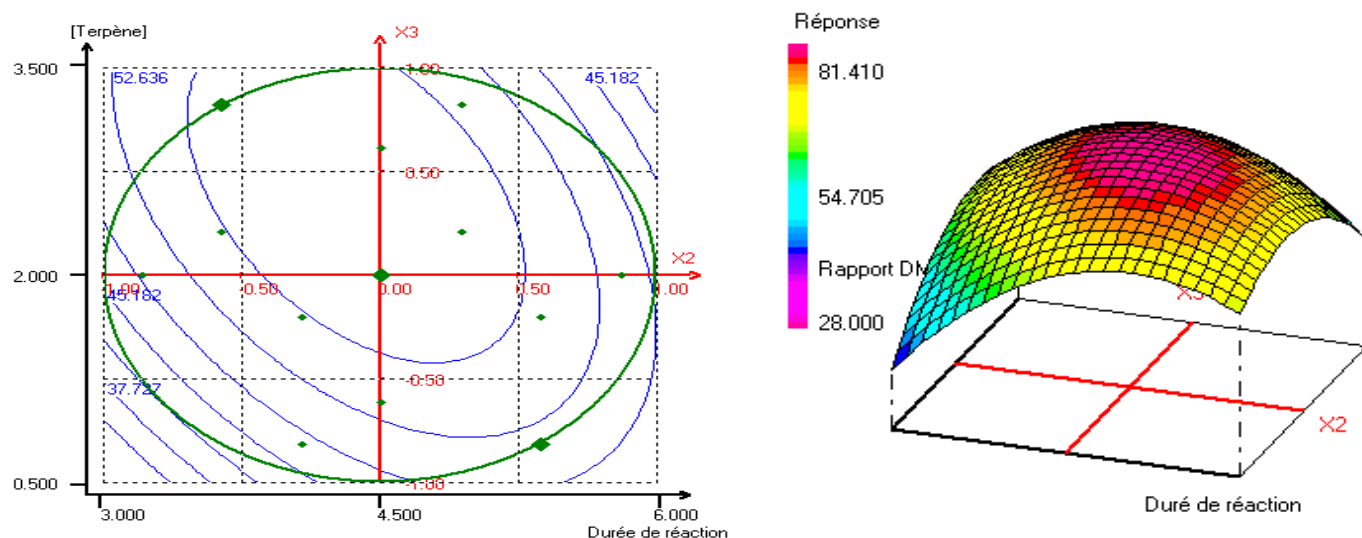 [Terpène]
X3
3.500
52.636
1.00
45.182
0.50
X2
2.000
1.00
0.50
0.00
0.50
1.00
45.182
-0.50
37.727
0.500
-1.00
3.000
4.500
6.000
Durée de réaction
Réponse
81.410
54.705
Rapport DM
X3
28.000
X2
Duré de réaction